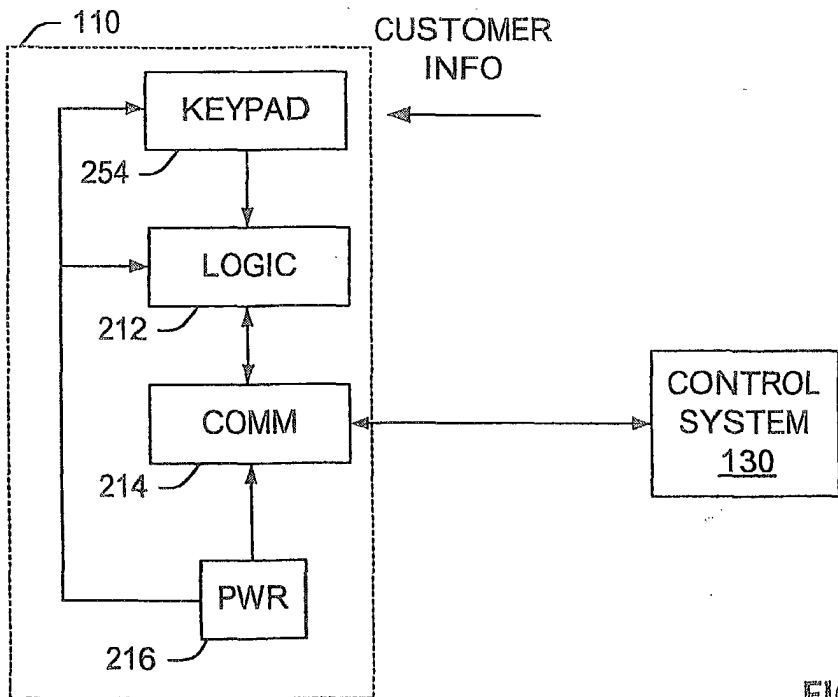 110
CUSTOMER
INFO
KEYPAD
254
LOGIC
212
COMM
214
CONTROL
SYSTEM
130
PWR
216